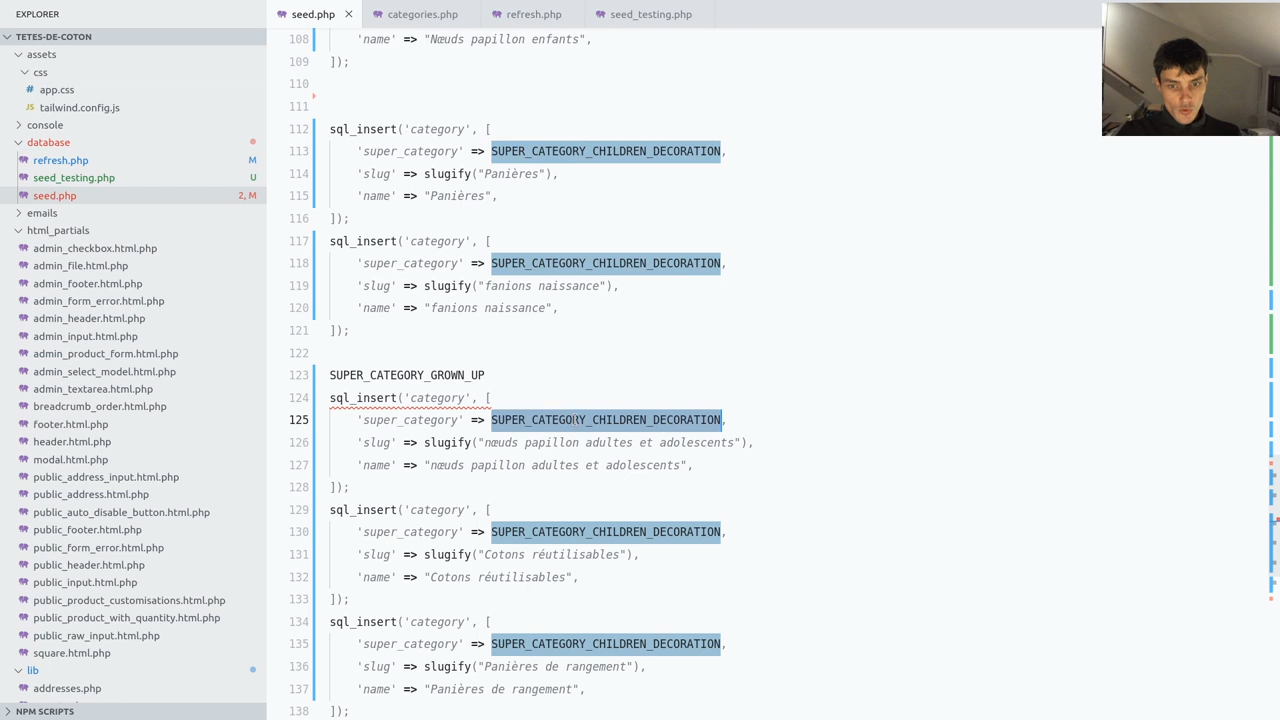 EXPLORER
seed.php
categories.php
refresh.php
seed_testing.php
TETES-DE-COTON
assets
css
# app.css
JS tailwind.config.js
console
database
refresh.php M
seed_testing.php U
seed.php 2, M
emails
html_partials
admin_checkbox.html.php
admin_file.html.php
admin_footer.html.php
admin_form_error.html.php
admin_header.html.php
admin_input.html.php
admin_product_form.html.php
admin_select_model.html.php
admin_textarea.html.php
breadcrumb_order.html.php
footer.html.php
header.html.php
modal.html.php
public_address_input.html.php
public_address.html.php
public_auto_disable_button.html.php
public_footer.html.php
public_form_error.html.php
public_header.html.php
public_input.html.php
public_product_customisations.html.php
public_product_with_quantity.html.php
public_raw_input.html.php
square.html.php
lib
addresses.php
NPM SCRIPTS
108 'name' => "Nœuds papillon enfants",
109 ]);
110
111
112 sql_insert('category', [
113 'super_category' => SUPER_CATEGORY_CHILDREN_DECORATION,
114 'slug' => slugify("Panières"),
115 'name' => "Panières",
116 ]);
117 sql_insert('category', [
118 'super_category' => SUPER_CATEGORY_CHILDREN_DECORATION,
119 'slug' => slugify("fanions naissance"),
120 'name' => "fanions naissance",
121 ]);
122
123 SUPER_CATEGORY_GROWN_UP
124 sql_insert('category', [
125 'super_category' => SUPER_CATEGORY_CHILDREN_DECORATION,
126 'slug' => slugify("nœuds papillon adultes et adolescents"),
127 'name' => "nœuds papillon adultes et adolescents",
128 ]);
129 sql_insert('category', [
130 'super_category' => SUPER_CATEGORY_CHILDREN_DECORATION,
131 'slug' => slugify("Cotons réutilisables"),
132 'name' => "Cotons réutilisables",
133 ]);
134 sql_insert('category', [
135 'super_category' => SUPER_CATEGORY_CHILDREN_DECORATION,
136 'slug' => slugify("Panières de rangement"),
137 'name' => "Panières de rangement",
138 ]);